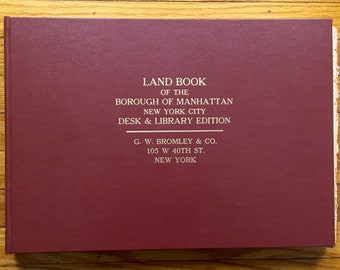 LAND BOOK
OF THE
BOROUGH OF MANHATTAN
NEW YORK CITY
DESK & LIBRARY EDITION
G. W. BROMLEY & CO.
105 W 40TH ST.
NEW YORK